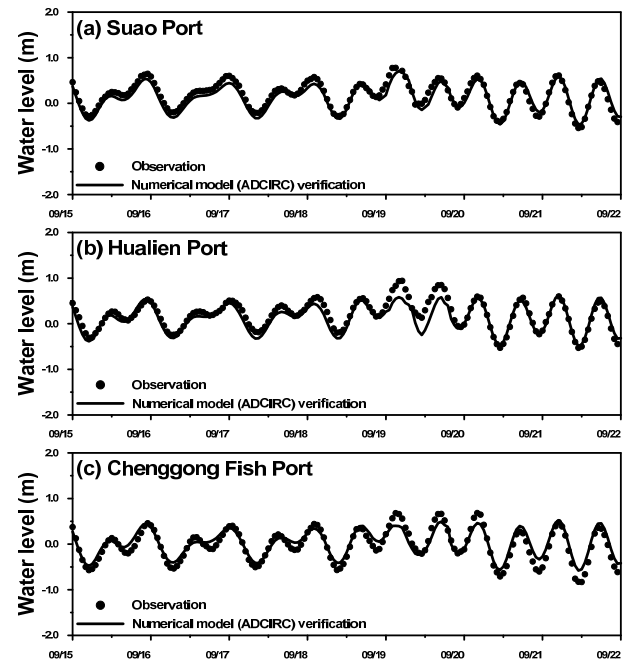 (a) Suao Port
Water level (m)
2.0
1.0
0.0
-1.0
-2.0
Observation
Numerical model (ADCIRC) verification
09/15 09/16 09/17 09/18 09/19 09/20 09/21 09/22
(b) Hualien Port
Water level (m)
2.0
1.0
0.0
-1.0
-2.0
Observation
Numerical model (ADCIRC) verification
09/15 09/16 09/17 09/18 09/19 09/20 09/21 09/22
(c) Chenggong Fish Port
Water level (m)
2.0
1.0
0.0
-1.0
-2.0
Observation
Numerical model (ADCIRC) verification
09/15 09/16 09/17 09/18 09/19 09/20 09/21 09/22